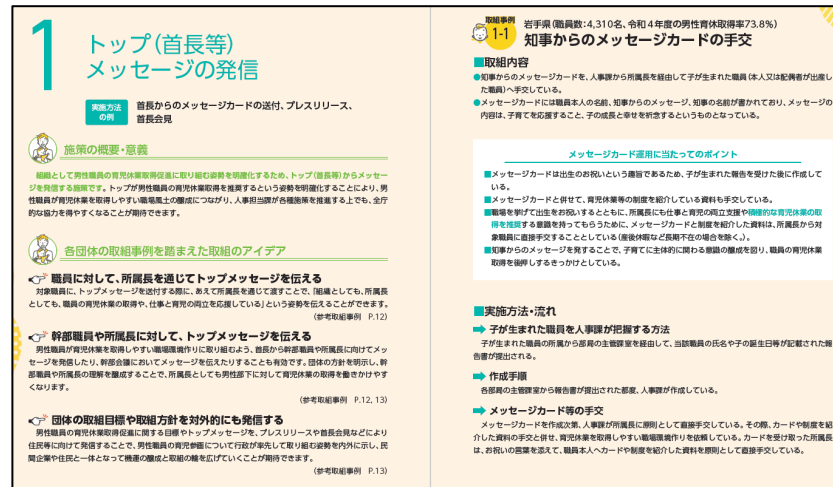 1
トップ(首長等)
メッセージの発信
実施方法
の例
首長からのメッセージカードの送付、プレスリリース、
首長会見
施策の概要・意義
組織として男性職員の育児休業取得促進に取り組む姿勢を明確化するため、トップ(首長等)からメッセー
ジを発信する施策です。トップが男性職員の育児休業取得を推奨するという姿勢を明確化することにより、男
性職員が育児休業を取得しやすい職場風土の醸成につながり、人事担当課が各種施策を推進する上でも、全庁
的な協力を得やすくなることが期待できます。
各団体の取組事例を踏まえた取組のアイデア
職員に対して、所属長を通じてトップメッセージを伝える
対象職員に、トップメッセージを送付する際に、あえて所属長を通じて渡すことで、「組織としても、所属長
としても、職員の育児休業の取得や、仕事と育児の両立を応援している」という姿勢を伝えることができます。
(参考取組事例 P.12)
幹部職員や所属長に対して、トップメッセージを伝える
男性職員が育児休業を取得しやすい職場環境作りに取り組むよう、首長から幹部職員や所属長に向けてメッ
セージを発信したり、幹部会議においてメッセージを伝えたりすることも有効です。団体の方針を明示し、幹
部職員や所属長の理解を醸成することで、所属長としても男性部下に対して育児休業の取得を働きかけやす
くなります。
(参考取組事例 P.12, 13)
団体の取組目標や取組方針を対外的にも発信する
男性職員の育児休業取得促進に関する目標やトップメッセージを、プレスリリースや首長会見などにより
住民等に向けて発信することで、男性職員の育児参画について行政が率先して取り組む姿勢を内外に示し、民
間企業や住民と一体となって機運の醸成と取組の輪を広げていくことが期待できます。
(参考取組事例 P.13)
取組事例
1-1
岩手県(職員数:4,310名、令和4年度の男性育休取得率73.8%)
知事からのメッセージカードの手交
■取組内容
●知事からのメッセージカードを、人事課から所属長を経由して子が生まれた職員(本人又は配偶者が出産し
た職員)へ手交している。
●メッセージカードには職員本人の名前、知事からのメッセージ、知事の名前が書かれており、メッセージの
内容は、子育てを応援すること、子の成長と幸せを祈念するというものとなっている。
メッセージカード運用に当たってのポイント
■メッセージカードは出生のお祝いという趣旨であるため、子が生まれた報告を受けた後に作成して
いる。
■メッセージカードと併せて、育児休業等の制度を紹介している資料も手交している。
■職場を挙げて出生をお祝いするとともに、所属長にも仕事と育児の両立支援や積極的な育児休業の取
得を推奨する意識を持ってもらうために、メッセージカードと制度を紹介した資料は、所属長から対
象職員に直接手交することとしている(産後休暇など長期不在の場合を除く。)。
■知事からのメッセージを発することで、子育てに主体的に関わる意識の醸成を図り、職員の育児休業
取得を後押しするきっかけとしている。
■実施方法・流れ
➡ 子が生まれた職員を人事課が把握する方法
子が生まれた職員の所属から部局の主管課室を経由して、当該職員の氏名や子の誕生日等が記載された報
告書が提出される。
➡ 作成手順
各部局の主管課室から報告書が提出された都度、人事課が作成している。
➡ メッセージカード等の手交
メッセージカードを作成次第、人事課が所属長に原則として直接手交している。その際、カードや制度を紹
介した資料の手交と併せ、育児休業を取得しやすい職場環境作りを依頼している。カードを受け取った所属長
は、お祝いの言葉を添えて、職員本人へカードや制度を紹介した資料を原則として直接手交している。